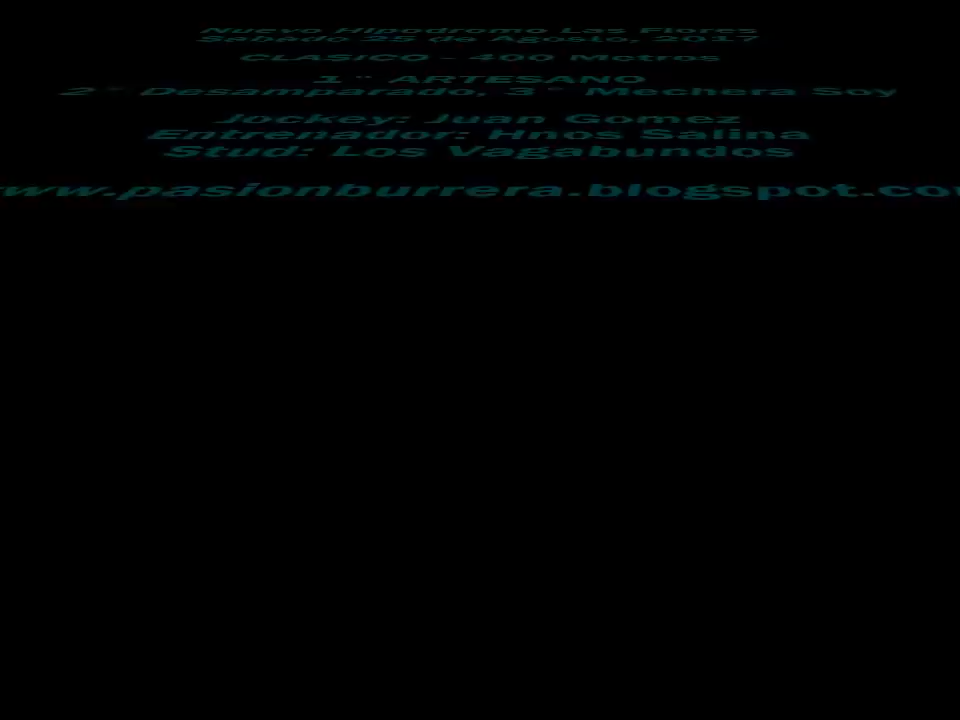 Nuevo Hipodromo Las Flores
Sabado 25 de Agosto, 2017
CLASICO - 400 Metros
1° ARTESANO
2° Desamparado, 3° Mechera Soy
Jockey: Juan Gomez
Entrenador: Hnos Salina
Stud: Los Vagabundos
www.pasionburrera.blogspot.com